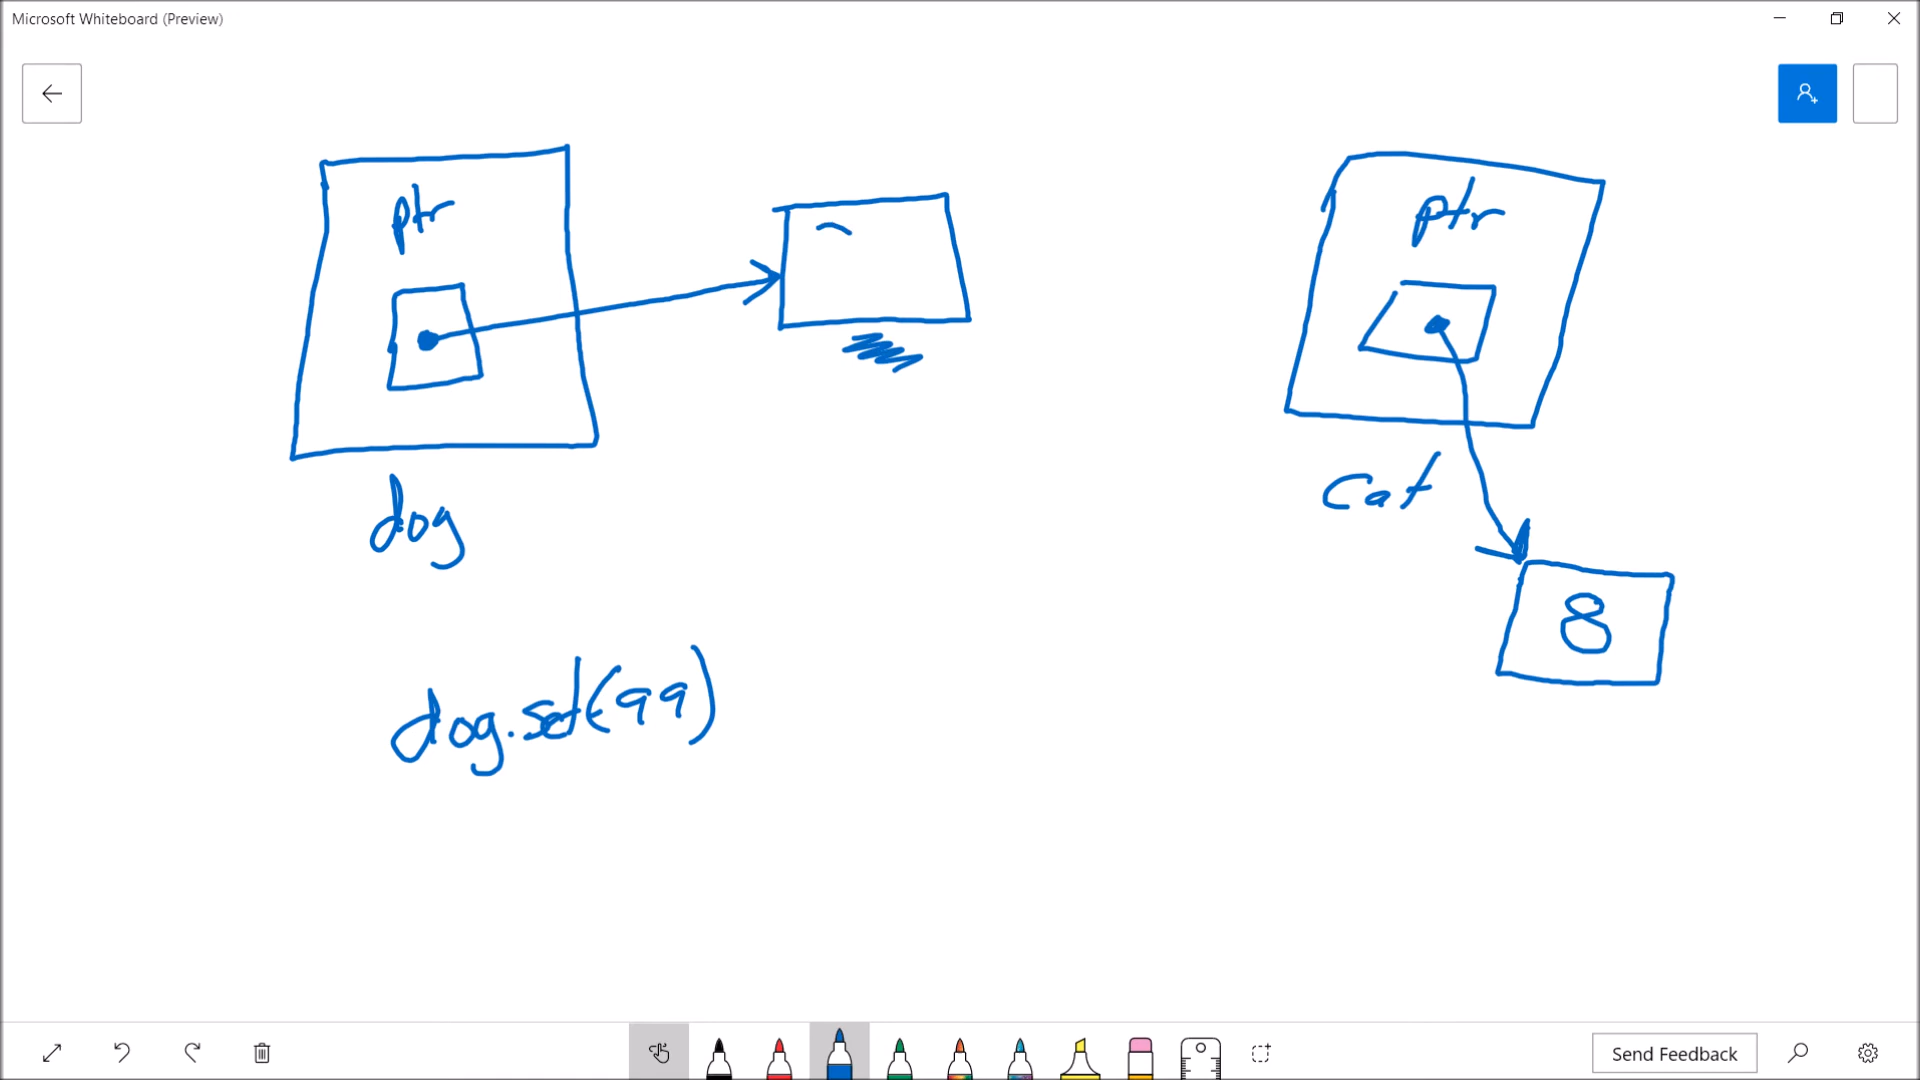 Microsoft Whiteboard (Preview)
ptr
ptr
dog
Cat
8
dog.set(99)
Send Feedback